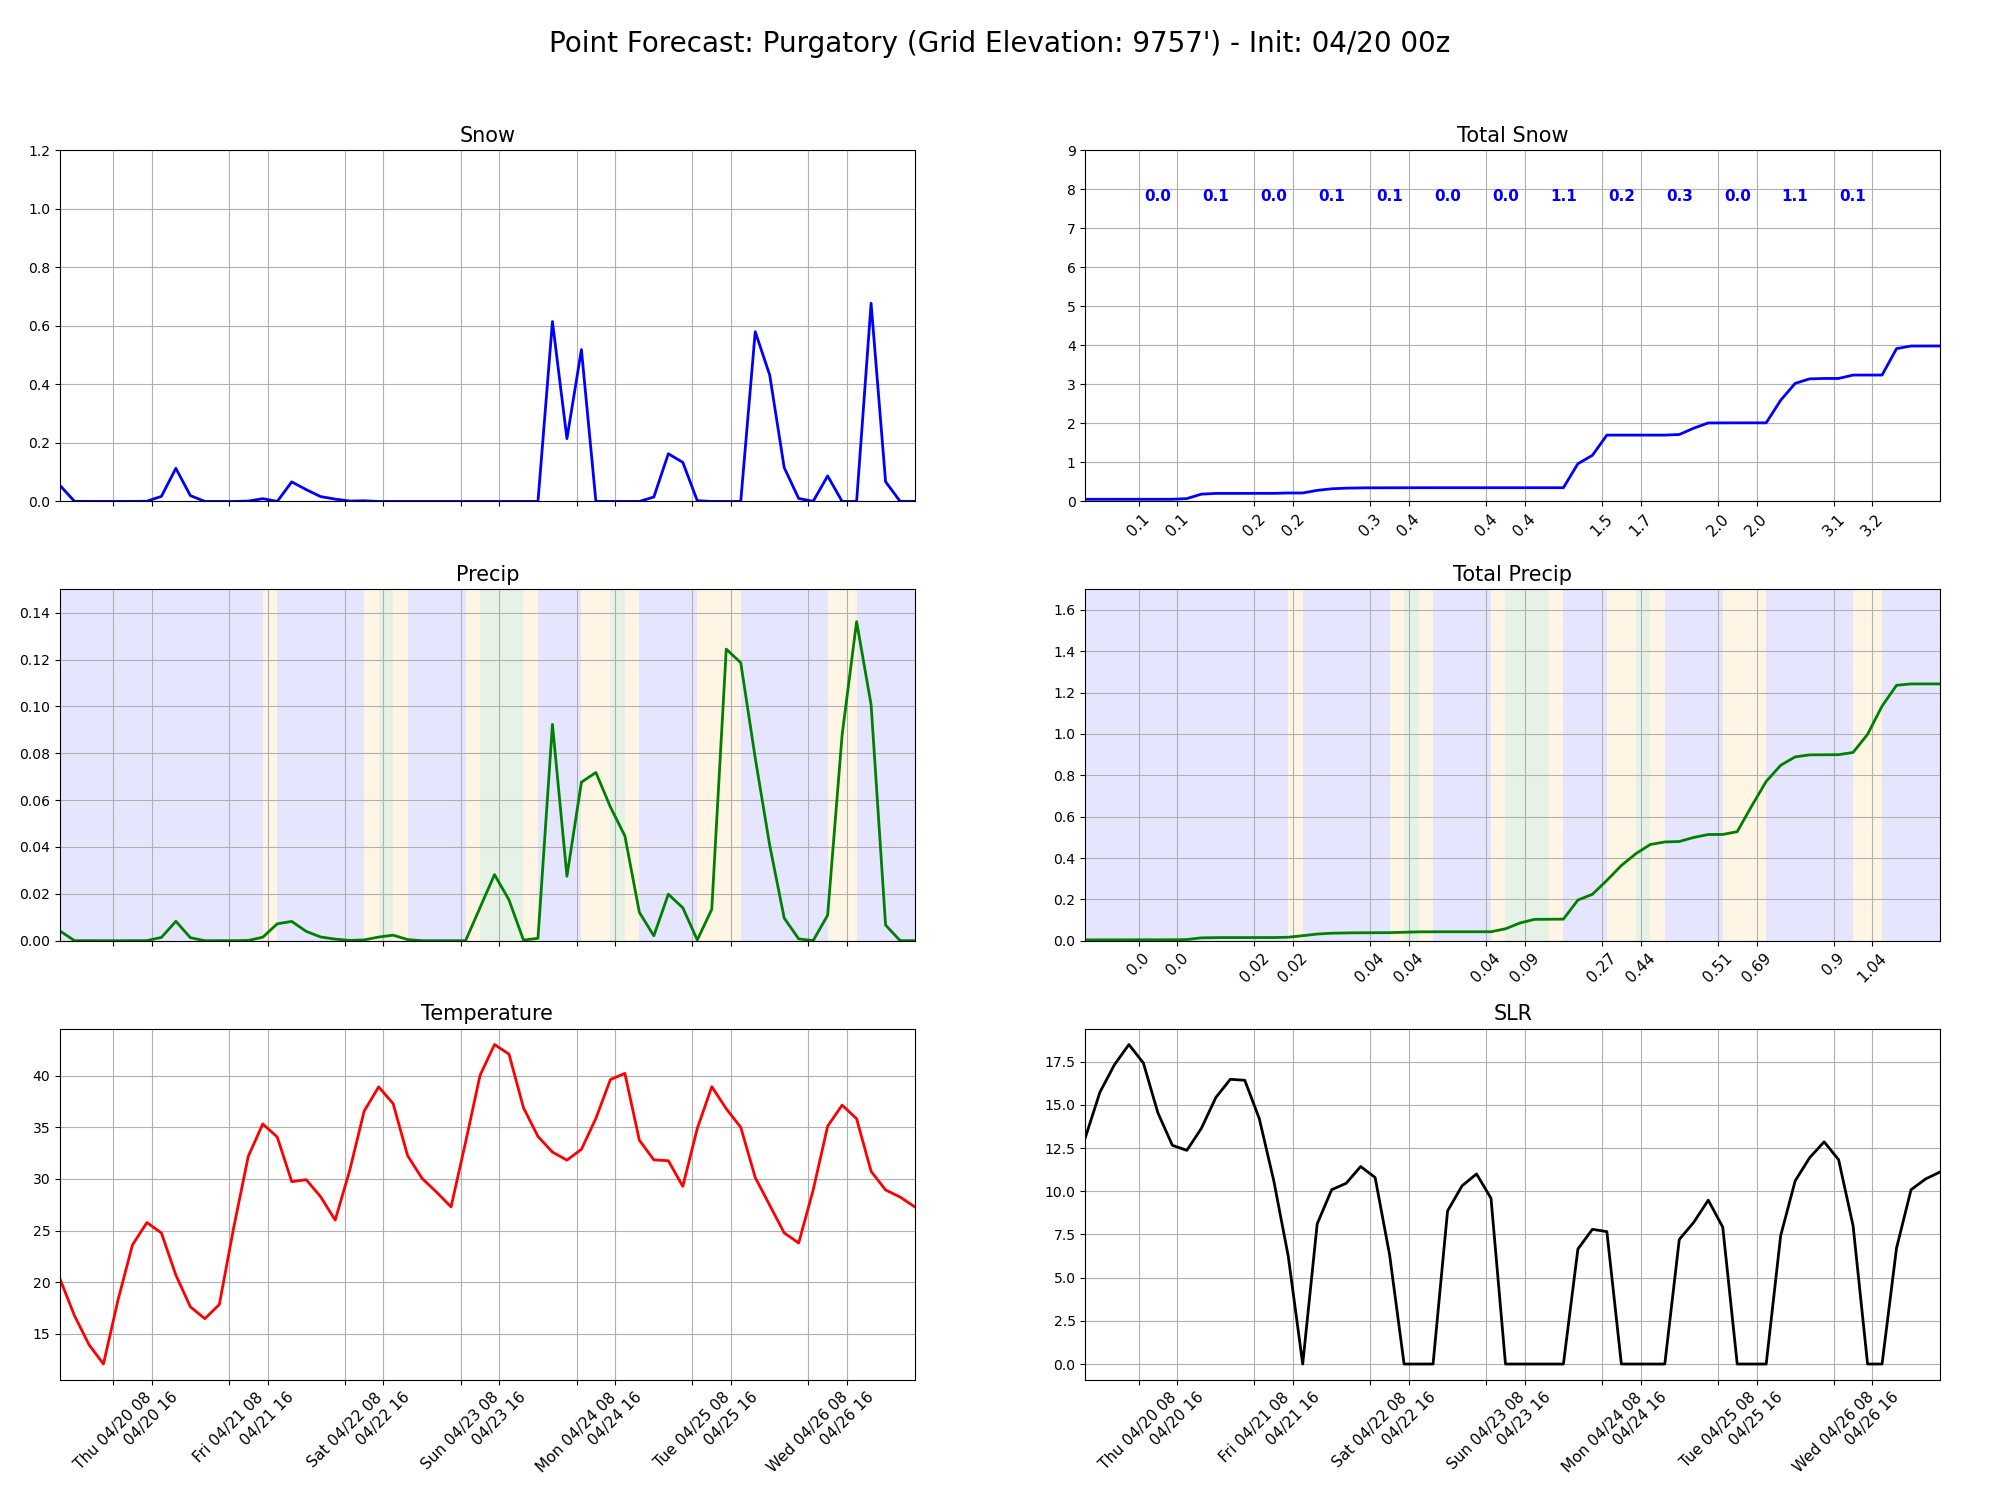 Point Forecast: Purgatory (Grid Elevation: 9757') - Init: 04/20 00z
Snow
1.2
1.0
0.8
0.6
0.4
0.2
0.0
Total Snow
9
8
7
6
5
4
3
2
1
0
0.0 0.1 0.0 0.1 0.1 0.0 0.0 1.1 0.2 0.3 0.0 1.1 0.1
0.1 0.1 0.2 0.2 0.3 0.4 0.4 0.4 1.5 1.7 2.0 2.0 3.1 3.2
Precip
0.14
0.12
0.10
0.08
0.06
0.04
0.02
0.00
Total Precip
1.6
1.4
1.2
1.0
0.8
0.6
0.4
0.2
0.0
0.0 0.0 0.02 0.02 0.04 0.04 0.04 0.09 0.27 0.44 0.51 0.69 0.9 1.04
Temperature
40
35
30
25
20
15
Thu 04/20 08
04/20 16
Fri 04/21 08
04/21 16
Sat 04/22 08
04/22 16
Sun 04/23 08
04/23 16
Mon 04/24 08
04/24 16
Tue 04/25 08
04/25 16
Wed 04/26 08
04/26 16
SLR
17.5
15.0
12.5
10.0
7.5
5.0
2.5
0.0
Thu 04/20 08
04/20 16
Fri 04/21 08
04/21 16
Sat 04/22 08
04/22 16
Sun 04/23 08
04/23 16
Mon 04/24 08
04/24 16
Tue 04/25 08
04/25 16
Wed 04/26 08
04/26 16